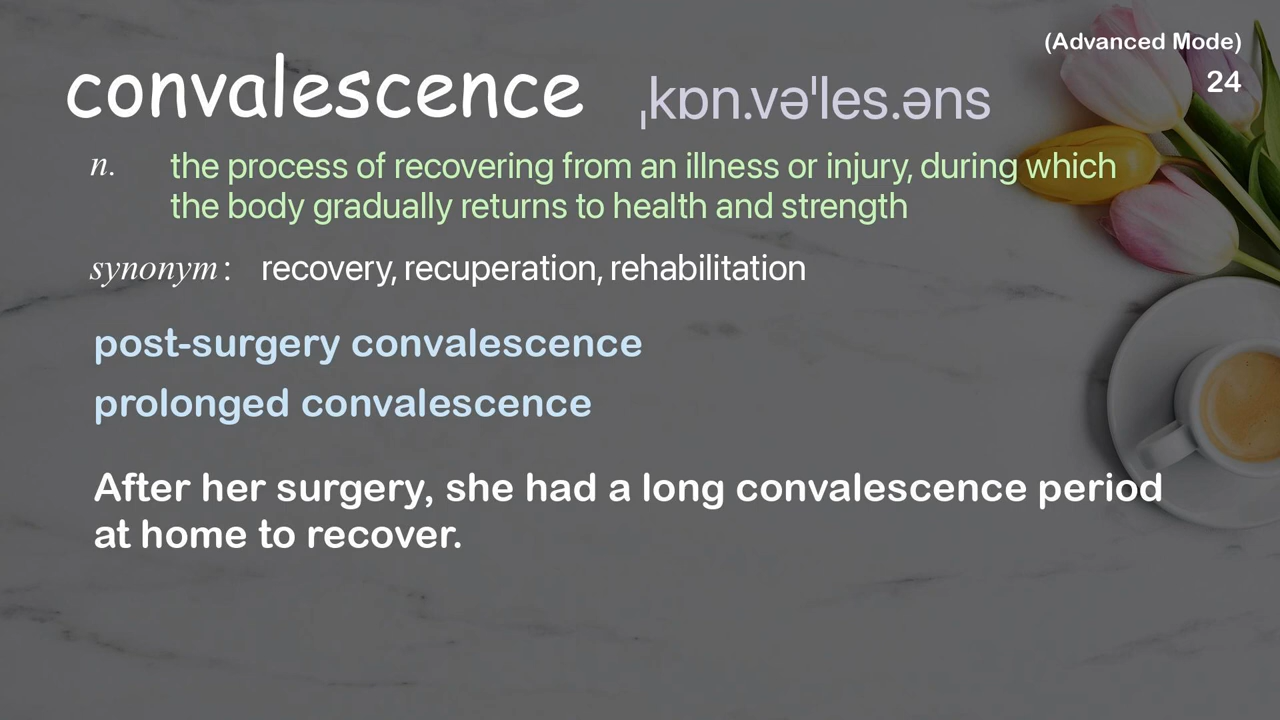 (Advanced Mode)
24
convalescence ˌkɒn.vəˈles.əns
n. the process of recovering from an illness or injury, during which
the body gradually returns to health and strength
synonym : recovery, recuperation, rehabilitation
post-surgery convalescence
prolonged convalescence
After her surgery, she had a long convalescence period
at home to recover.